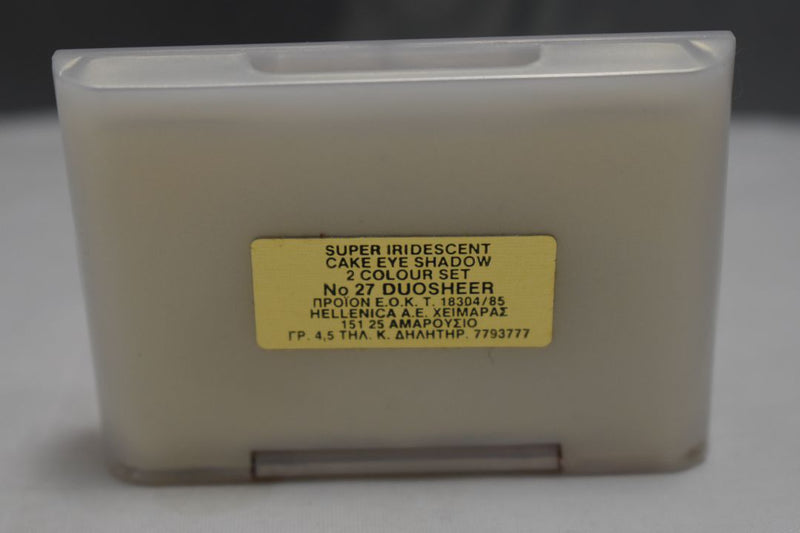 SUPER IRIDESCENT
CAKE EYE SHADOW
2 COLOUR SET
No 27 DUOSHEER
ΠΡΟΪΟΝ Ε.Ο.Κ. Τ. 18304/85
HELLENICA Α.Ε. ΧΕΙΜΑΡΑΣ
151 25 ΑΜΑΡΟΥΣΙΟ
ΓΡ. 4,5 ΤΗΛ. Κ. ΔΗΛΗΤΗΡ. 7793777